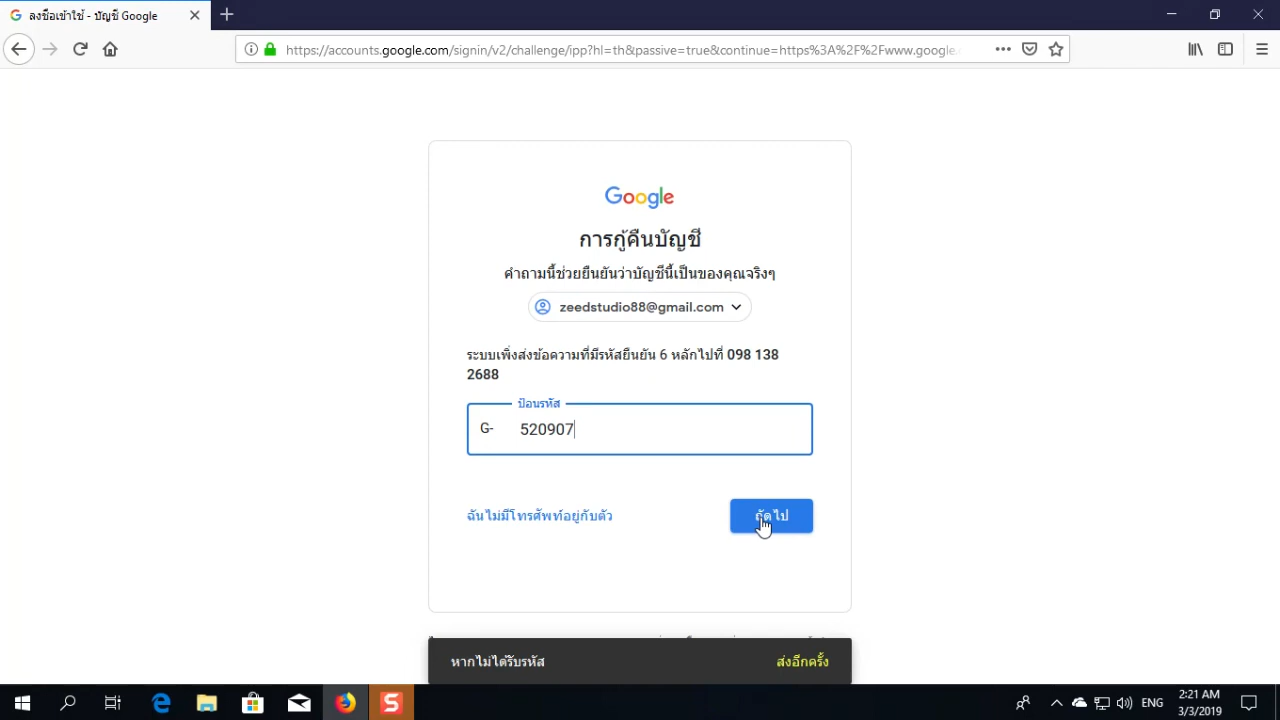 ลงชื่อเข้าใช้ - บัญชี Google
https://accounts.google.com/signin/v2/challenge/ipp?hl=th&passive=true&continue=https%3A%2F%2Fwww.google.
Google
การกู้คืนบัญชี
คำถามนี้ช่วยยืนยันว่าบัญชีนี้เป็นของคุณจริงๆ
zeedstudio88@gmail.com
ระบบเพิ่งส่งข้อความที่มีรหัสยืนยัน 6 หลักไปที่ 098 138
2688
ป้อนรหัส
G- 520907
ฉันไม่มีโทรศัพท์อยู่กับตัว ถัดไป
หากไม่ได้รับรหัส ส่งอีกครั้ง
ENG
2:21 AM
3/3/2019